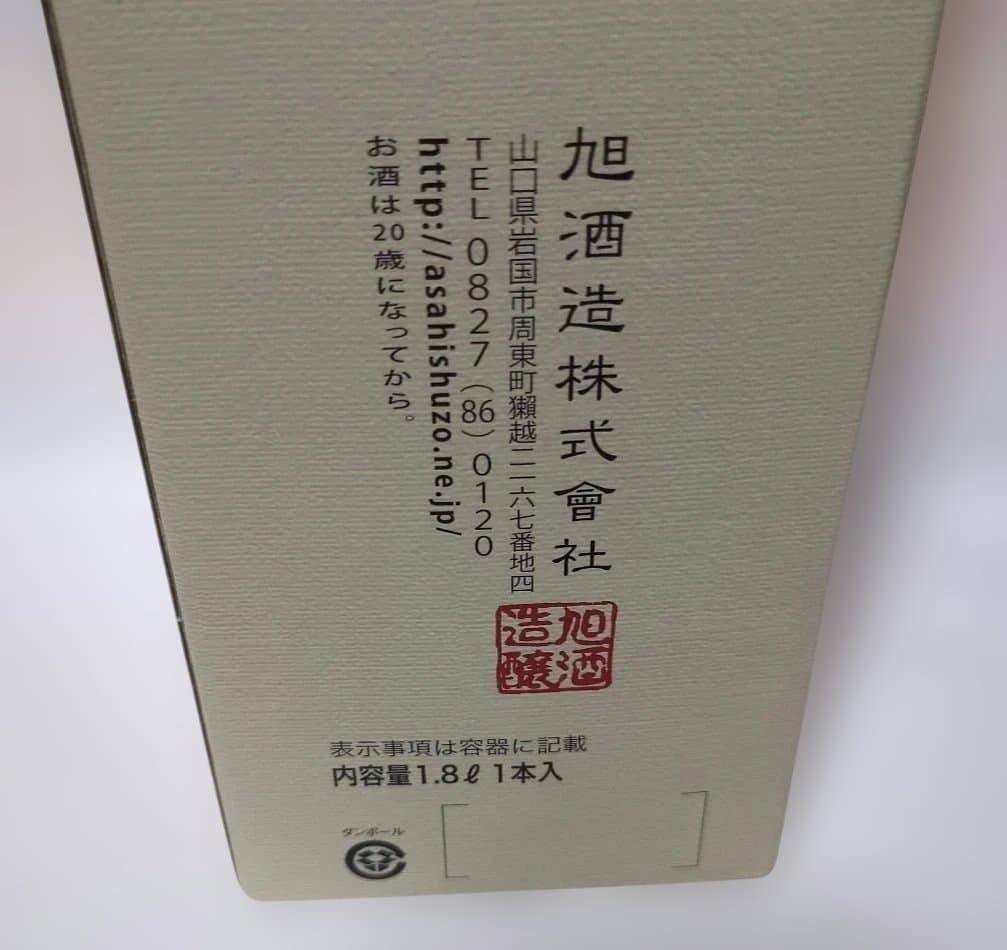 旭酒造株式會社
山口県岩国市周東町獺越二一六七番地四
TEL 0827(86)0120
http://asahishuzo.ne.jp/
お酒は20歳になってから。
旭酒
造醸
表示事項は容器に記載
内容量1.8ℓ 1本入
ダンボール